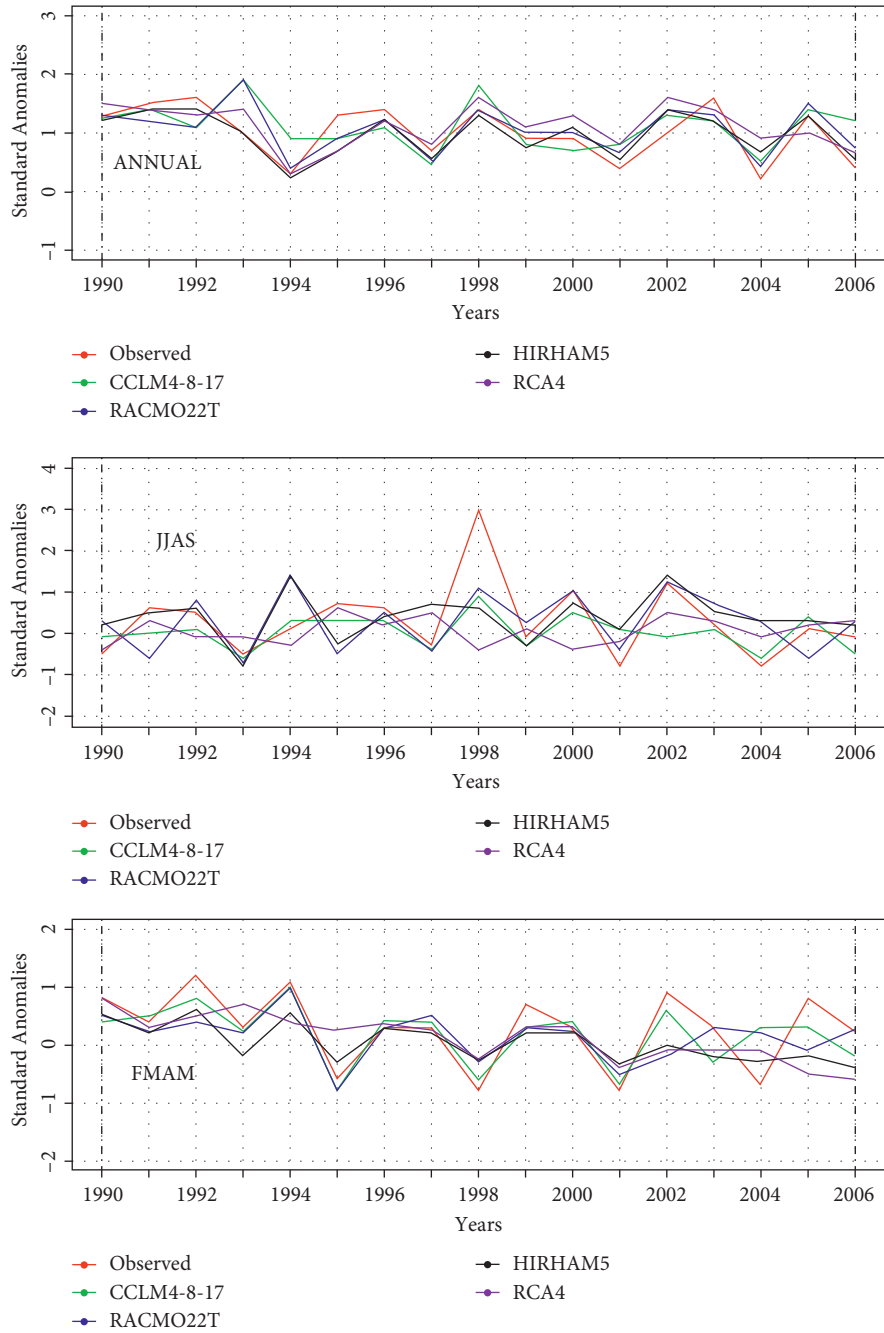 Standard Anomalies
3
2
1
0
−1
ANNUAL
1990 1992 1994 1996 1998 2000 2002 2004 2006
Years
Observed HIRHAM5
CCLM4-8-17 RCA4
RACMO22T
Standard Anomalies
4
3
2
1
0
−1
−2
JJAS
1990 1992 1994 1996 1998 2000 2002 2004 2006
Years
Observed HIRHAM5
CCLM4-8-17 RCA4
RACMO22T
Standard Anomalies
2
1
0
−1
−2
FMAM
1990 1992 1994 1996 1998 2000 2002 2004 2006
Years
Observed HIRHAM5
CCLM4-8-17 RCA4
RACMO22T